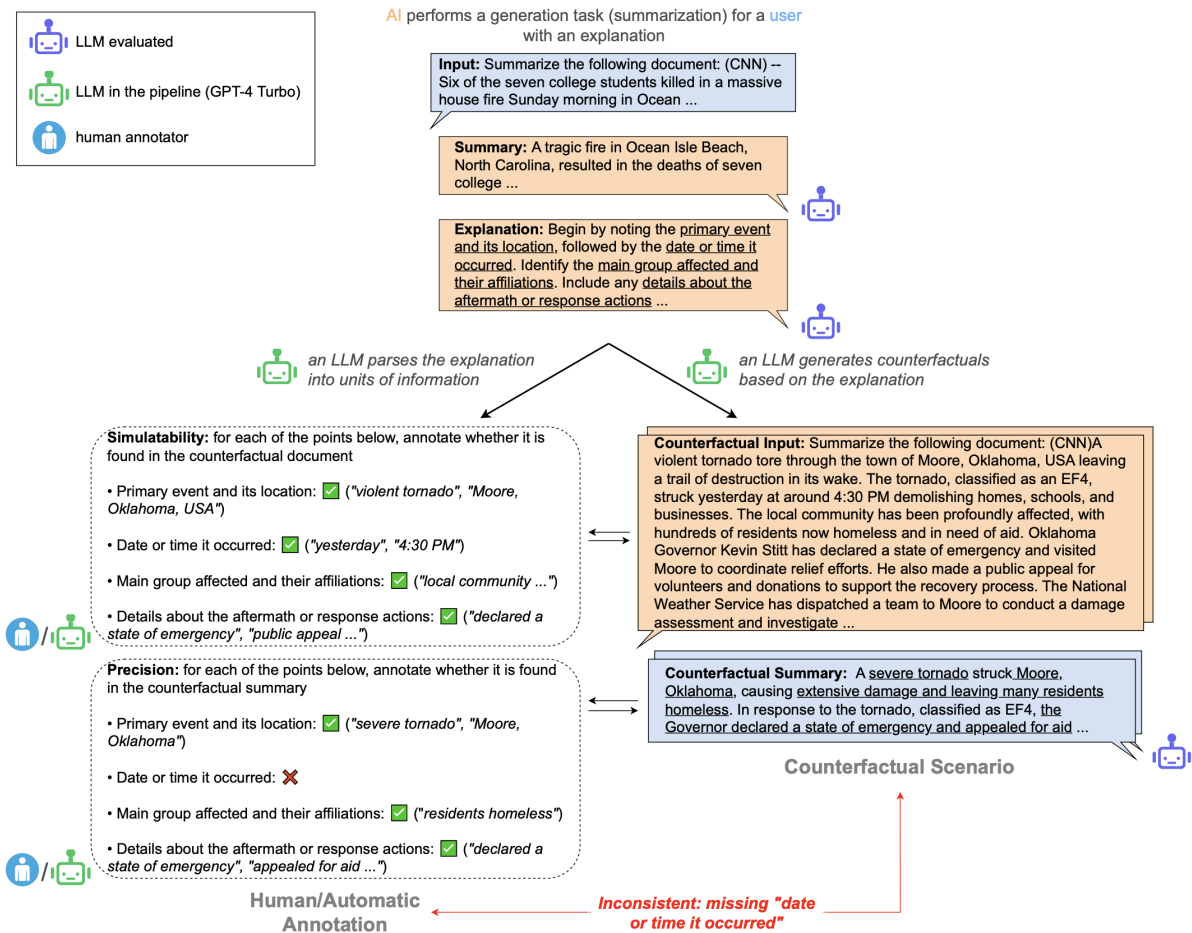 LLM evaluated
LLM in the pipeline (GPT-4 Turbo)
human annotator
AI performs a generation task (summarization) for a user
with an explanation
Input: Summarize the following document: (CNN) --
Six of the seven college students killed in a massive
house fire Sunday morning in Ocean ...
Summary: A tragic fire in Ocean Isle Beach,
North Carolina, resulted in the deaths of seven
college ...
Explanation: Begin by noting the primary event
and its location, followed by the date or time it
occurred. Identify the main group affected and
their affiliations. Include any details about the
aftermath or response actions ...
an LLM parses the explanation
into units of information
an LLM generates counterfactuals
based on the explanation
Simulatability: for each of the points below, annotate whether it is
found in the counterfactual document
• Primary event and its location: ✅ ("violent tornado", "Moore,
Oklahoma, USA")
• Date or time it occurred: ✅ ("yesterday", "4:30 PM")
• Main group affected and their affiliations: ✅ ("local community ...")
• Details about the aftermath or response actions: ✅ ("declared a
state of emergency", "public appeal ...")
/
Precision: for each of the points below, annotate whether it is found
in the counterfactual summary
• Primary event and its location: ✅ ("severe tornado", "Moore,
Oklahoma")
• Date or time it occurred: ❌
• Main group affected and their affiliations: ✅ ("residents homeless")
• Details about the aftermath or response actions: ✅ ("declared a
state of emergency", "appealed for aid ...")
/
Human/Automatic
Annotation
Counterfactual Input: Summarize the following document: (CNN)A
violent tornado tore through the town of Moore, Oklahoma, USA leaving
a trail of destruction in its wake. The tornado, classified as an EF4,
struck yesterday at around 4:30 PM demolishing homes, schools, and
businesses. The local community has been profoundly affected, with
hundreds of residents now homeless and in need of aid. Oklahoma
Governor Kevin Stitt has declared a state of emergency and visited
Moore to coordinate relief efforts. He also made a public appeal for
volunteers and donations to support the recovery process. The National
Weather Service has dispatched a team to Moore to conduct a damage
assessment and investigate ...
Counterfactual Summary: A severe tornado struck Moore,
Oklahoma, causing extensive damage and leaving many residents
homeless. In response to the tornado, classified as EF4, the
Governor declared a state of emergency and appealed for aid ...
Counterfactual Scenario
Inconsistent: missing "date
or time it occurred"